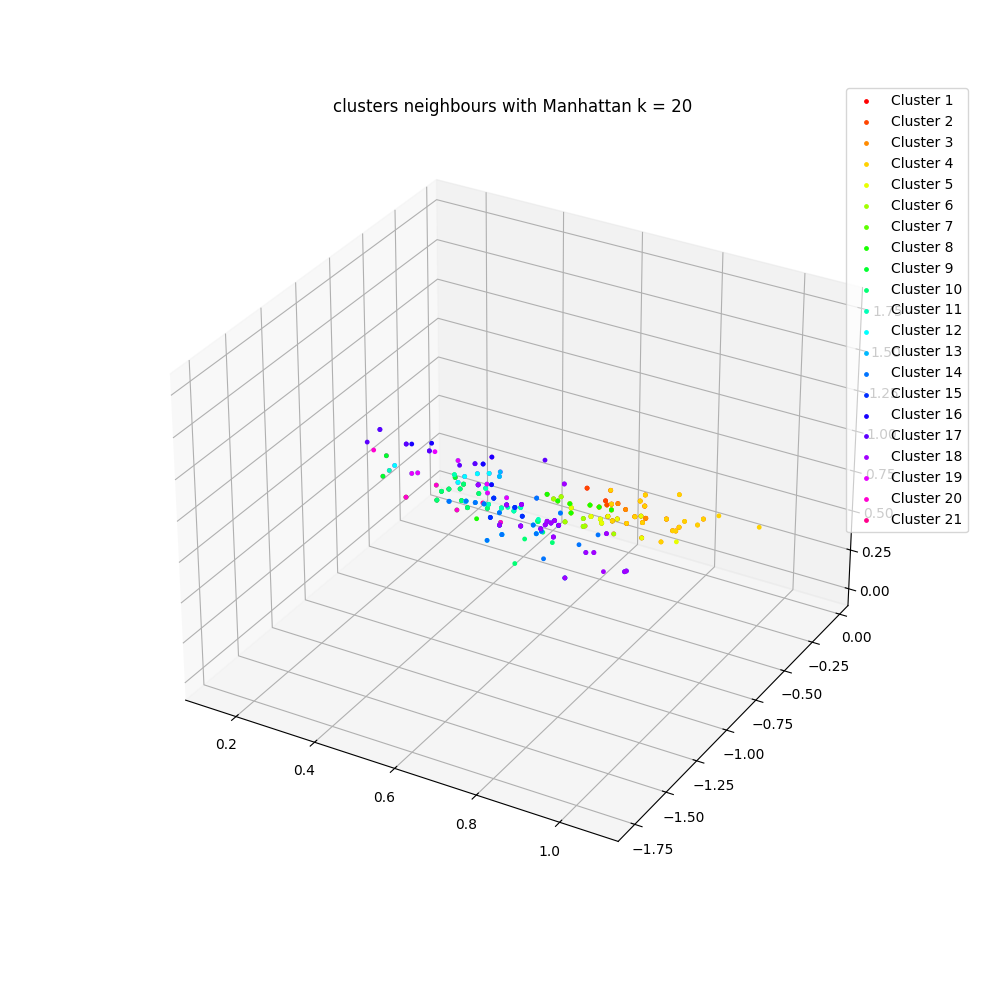 clusters neighbours with Manhattan k = 20
Cluster 1
Cluster 2
Cluster 3
Cluster 4
Cluster 5
Cluster 6
Cluster 7
Cluster 8
Cluster 9
Cluster 10
Cluster 11
Cluster 12
Cluster 13
Cluster 14
Cluster 15
Cluster 16
Cluster 17
Cluster 18
Cluster 19
Cluster 20
Cluster 21
1.75
1.50
1.25
1.00
0.75
0.50
0.25
0.00
0.00
−0.25
−0.50
−0.75
−1.00
−1.25
−1.50
−1.75
0.2
0.4
0.6
0.8
1.0